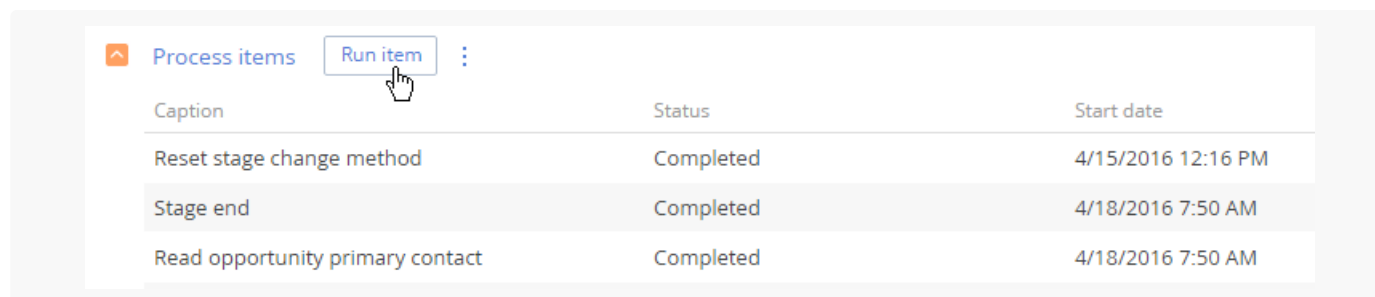 Process items Run item
Caption Status Start date
Reset stage change method Completed 4/15/2016 12:16 PM
Stage end Completed 4/18/2016 7:50 AM
Read opportunity primary contact Completed 4/18/2016 7:50 AM